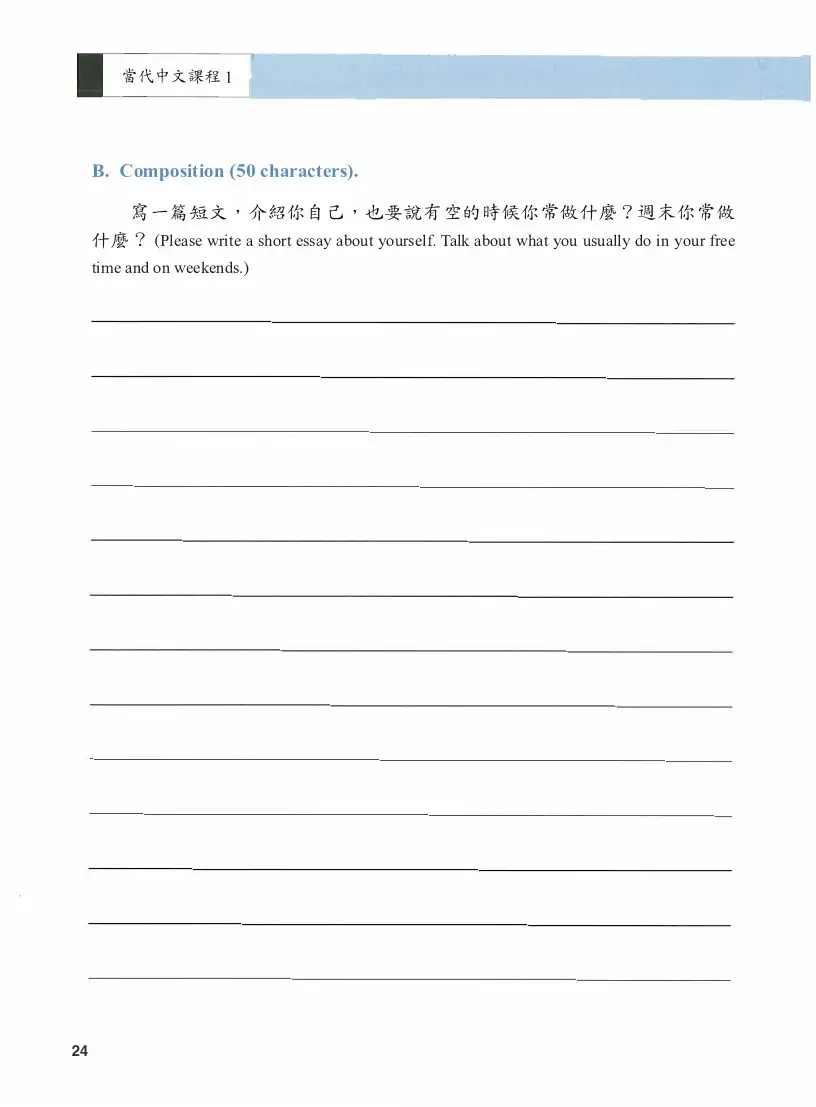 當代中文課程 1
B. Composition (50 characters).
寫一篇短文，介紹你自己，也要說有空的時候你常做什麼？週末你常做
什麼？ (Please write a short essay about yourself. Talk about what you usually do in your free
time and on weekends.)
24